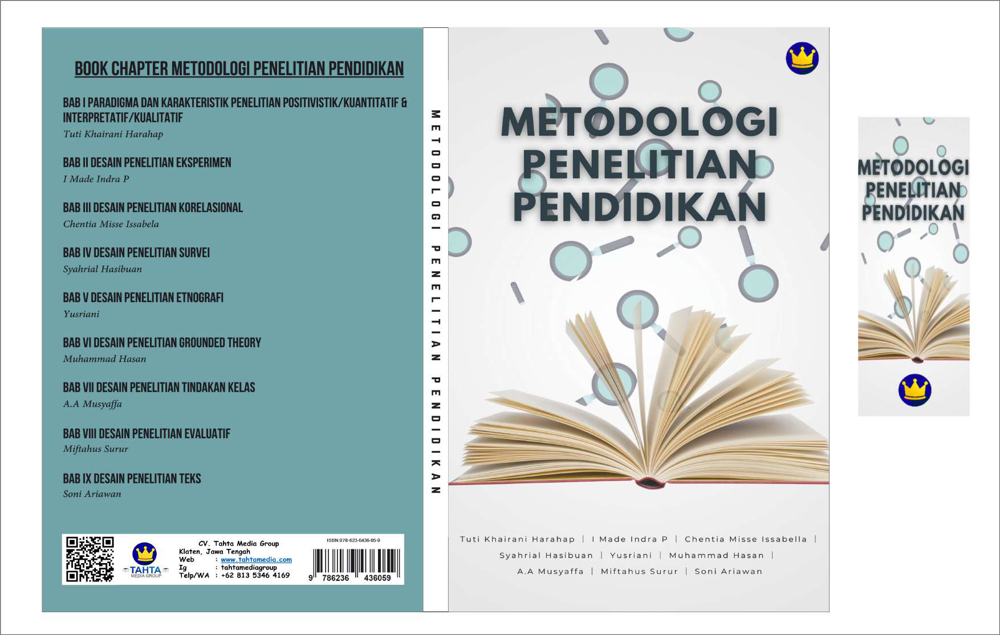 BOOK CHAPTER METODOLOGI PENELITIAN PENDIDIKAN
BAB I PARADIGMA DAN KARAKTERISTIK PENELITIAN POSITIVISTIK/KUANTITATIF &
INTERPRETATIF/KUALITATIF
Tuti Khairani Harahap
BAB II DESAIN PENELITIAN EKSPERIMEN
I Made Indra P
BAB III DESAIN PENELITIAN KORELASIONAL
Chentia Misse Issabela
BAB IV DESAIN PENELITIAN SURVEI
Syahrial Hasibuan
BAB V DESAIN PENELITIAN ETNOGRAFI
Yusriani
BAB VI DESAIN PENELITIAN GROUNDED THEORY
Muhammad Hasan
BAB VII DESAIN PENELITIAN TINDAKAN KELAS
A.A Musyaffa
BAB VIII DESAIN PENELITIAN EVALUATIF
Miftahus Surur
BAB IX DESAIN PENELITIAN TEKS
Soni Ariawan
TAHTA
MEDIA GROUP
CV. Tahta Media Group
Klaten, Jawa Tengah
Web : www.tahtamedia.com
Ig : tahtamediagroup
Telp/WA : +62 813 5346 4169
ISBN 978-623-6436-05-9
9 786236 436059
METODOLOGI PENELITIAN PENDIDIKAN
METODOLOGI
PENELITIAN
PENDIDIKAN
Tuti Khairani Harahap | I Made Indra P | Chentia Misse Issabella |
Syahrial Hasibuan | Yusriani | Muhammad Hasan |
A.A Musyaffa | Miftahus Surur | Soni Ariawan
METODOLOGI
PENELITIAN
PENDIDIKAN